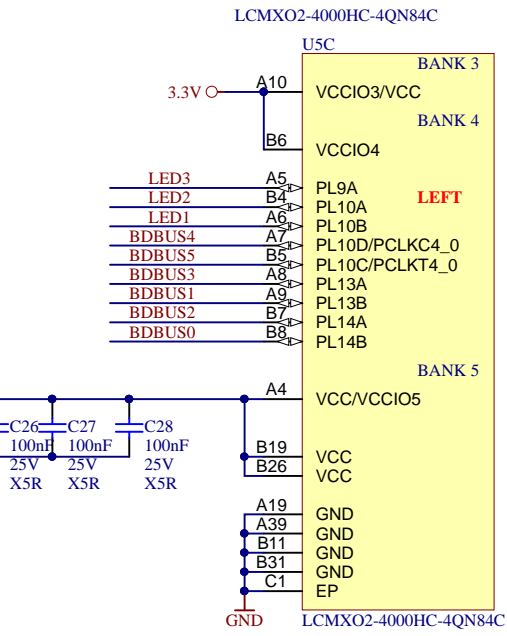 LCMXO2-4000HC-4QN84C
U5C
BANK 3
3.3V A10 VCCIO3/VCC
BANK 4
B6 VCCIO4
LED3 A5 PL9A
LEFT
LED2 B4 PL10A
LED1 A6 PL10B
BDBUS4 A7 PL10D/PCLKC4_0
BDBUS5 B5 PL10C/PCLKT4_0
BDBUS3 A8 PL13A
BDBUS1 A9 PL13B
BDBUS2 B7 PL14A
BDBUS0 B8 PL14B
BANK 5
A4 VCC/VCCIO5
C26 C27 C28
100nF 100nF 100nF
25V 25V 25V
X5R X5R X5R
B19 VCC
B26 VCC
A19 GND
A39 GND
B11 GND
B31 GND
C1 EP
GND
LCMXO2-4000HC-4QN84C